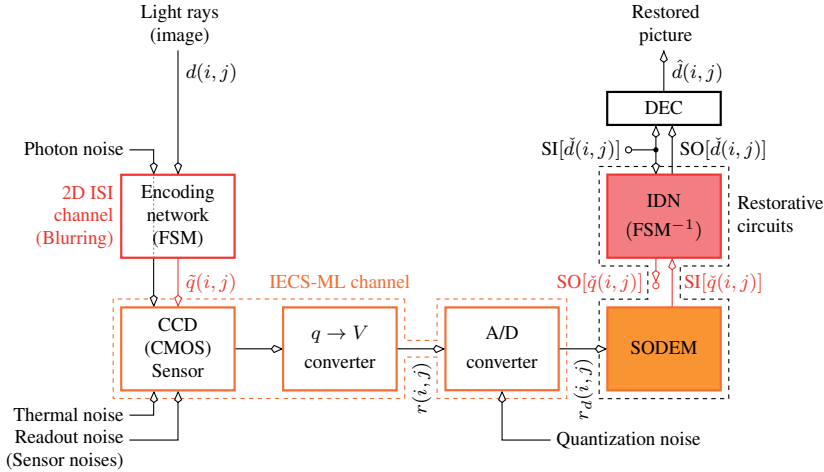 Light rays
(image)
d(i, j)
Restored
picture
d̂(i, j)
DEC
Photon noise
SI[ď(i, j)]
SO[ď(i, j)]
2D ISI
channel
(Blurring)
Encoding
network
(FSM)
IDN
(FSM⁻¹)
Restorative
circuits
q̃(i, j)
IECS-ML channel
SO[q̌(i, j)]
SI[q̌(i, j)]
CCD
(CMOS)
Sensor
q → V
converter
r(i, j)
A/D
converter
r_d(i, j)
SODEM
Thermal noise
Readout noise
(Sensor noises)
Quantization noise